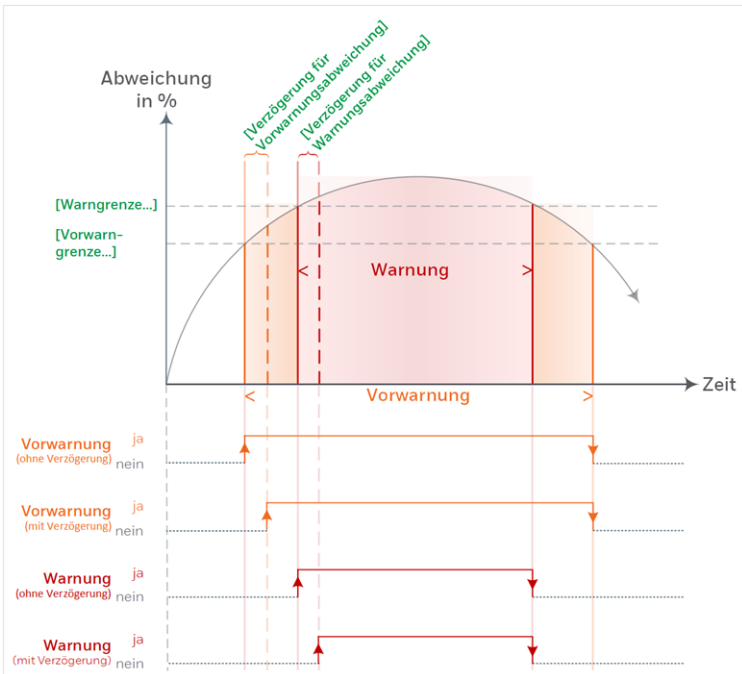 [Verzögerung für
Vorwarnungsabweichung]
[Verzögerung für
Warnungsabweichung]
Abweichung
in %
[Warngrenze...]
[Vorwarn-
grenze...]
< Warnung >
Zeit
< Vorwarnung >
Vorwarnung ja
(ohne Verzögerung) nein
Vorwarnung ja
(mit Verzögerung) nein
Warnung ja
(ohne Verzögerung) nein
Warnung ja
(mit Verzögerung) nein